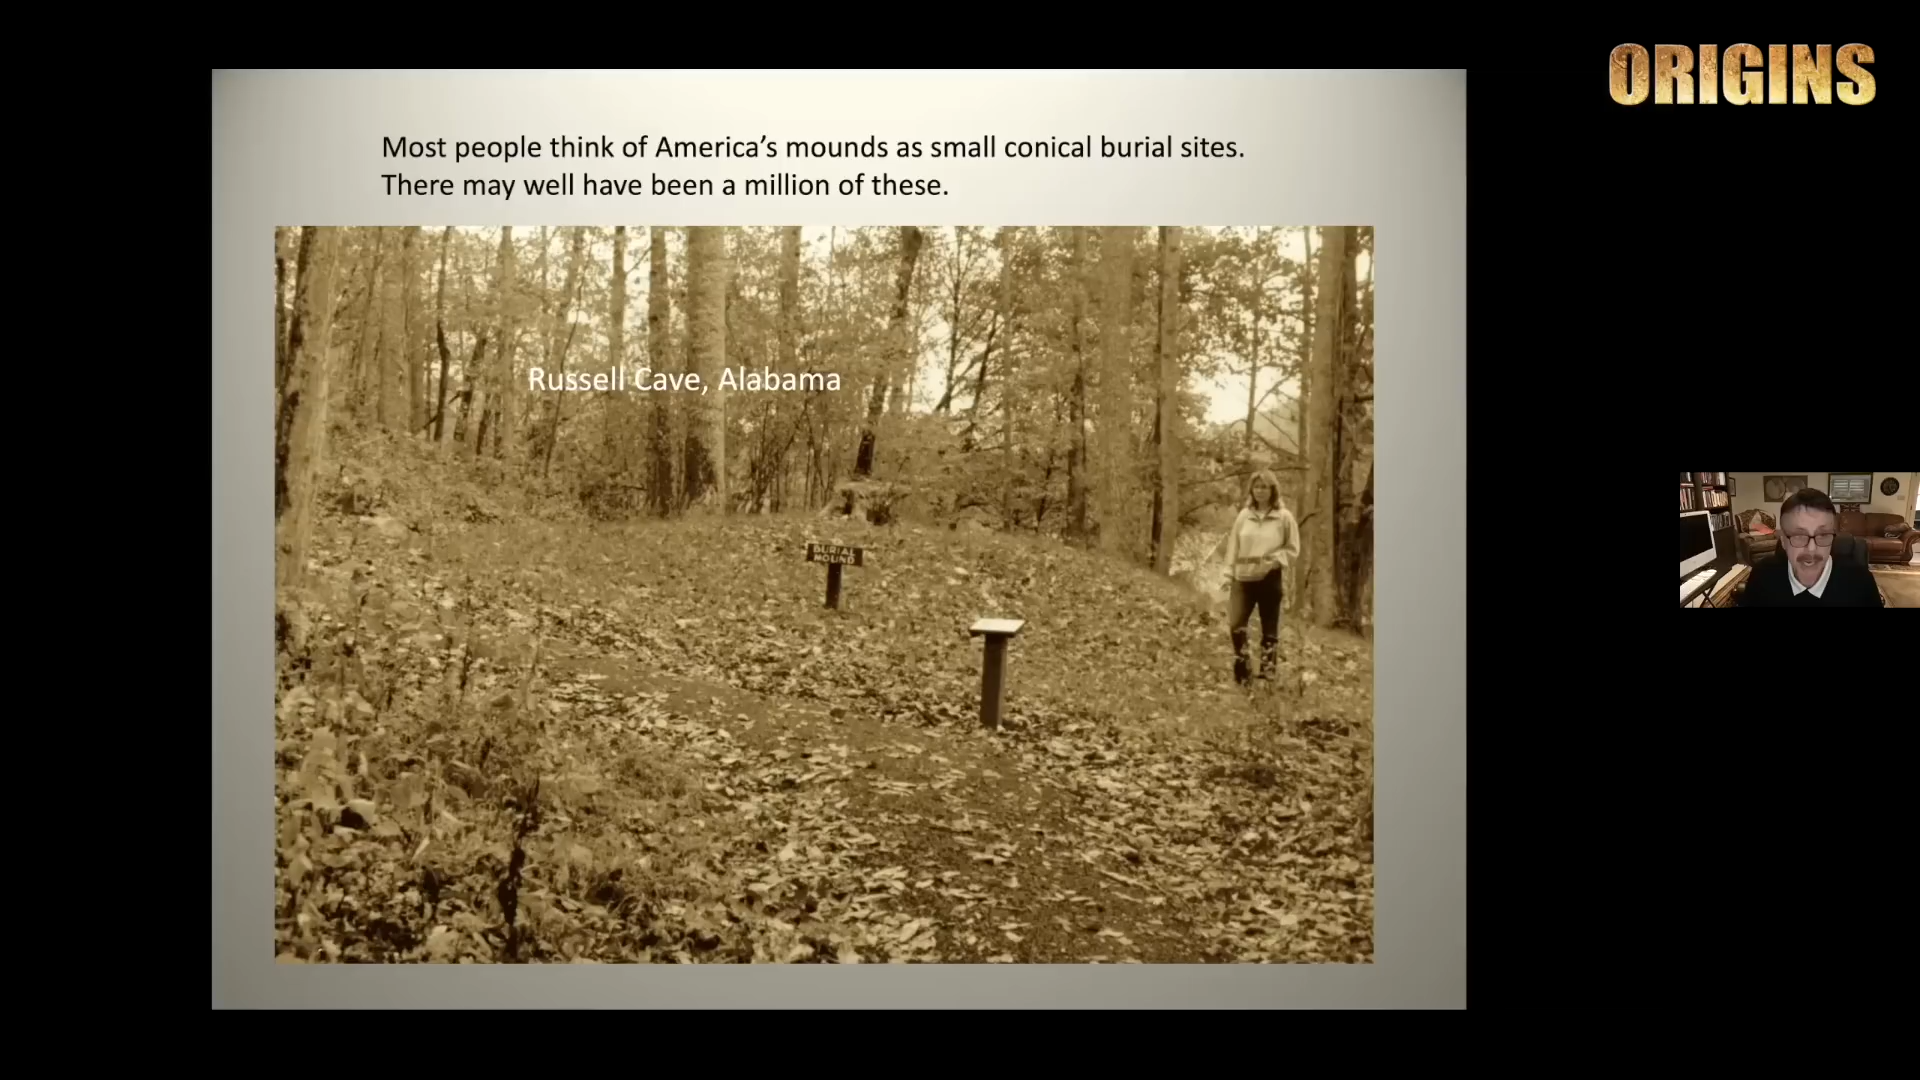 ORIGINS
Most people think of America's mounds as small conical burial sites.
There may well have been a million of these.
Russell Cave, Alabama
BURIAL
MOUND